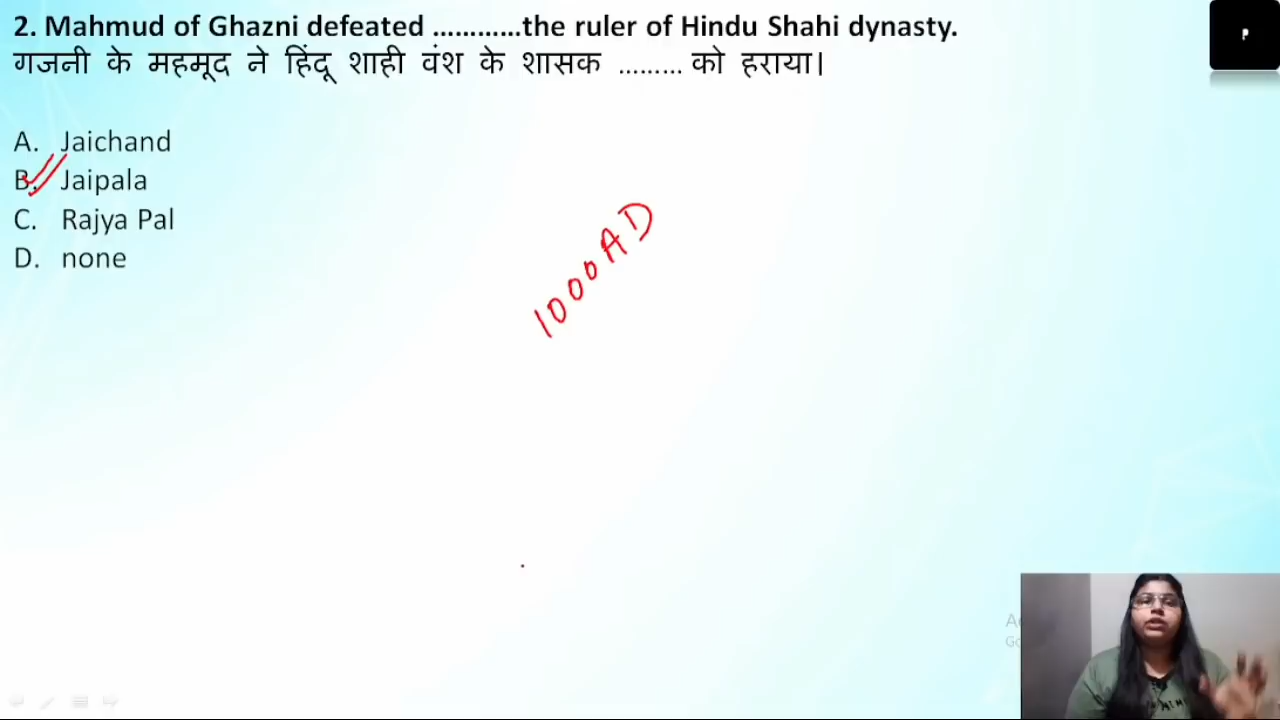 2. Mahmud of Ghazni defeated ............the ruler of Hindu Shahi dynasty.
गजनी के महमूद ने हिंदू शाही वंश के शासक ......... को हराया।
A. Jaichand
B. Jaipala
C. Rajya Pal
D. none
1000 AD